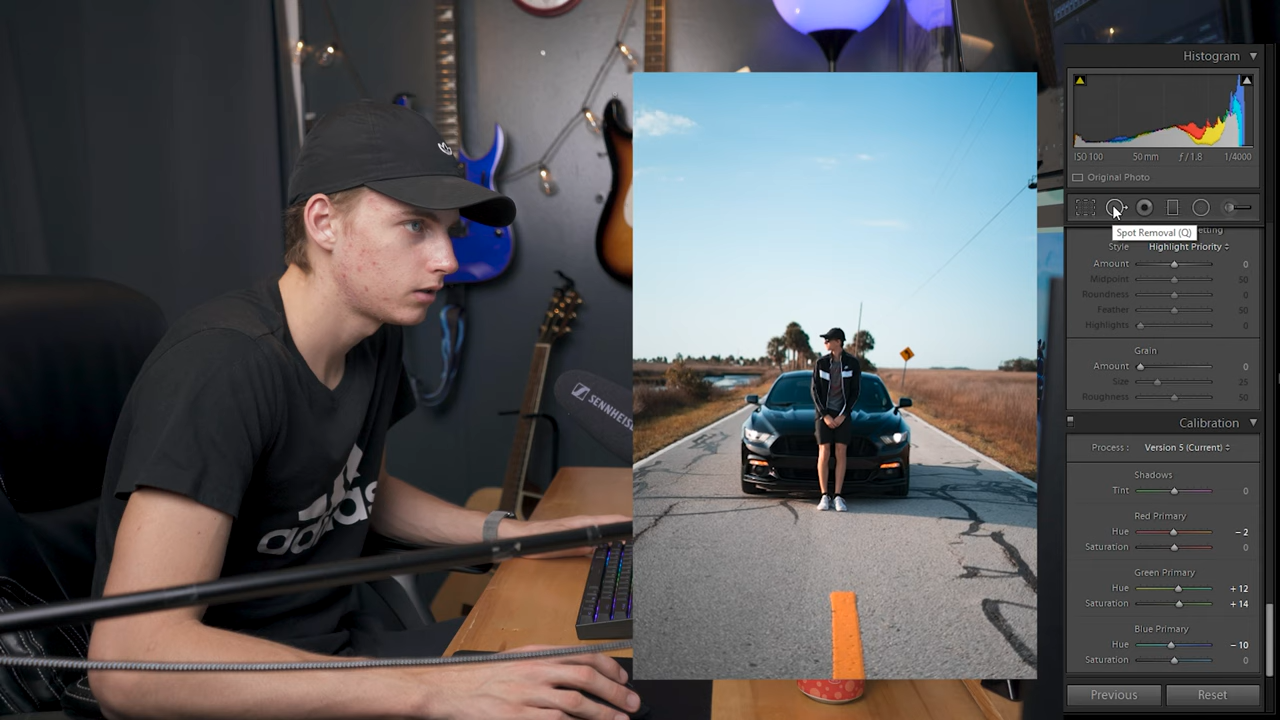 Histogram
ISO 100 50 mm ƒ / 1.8 1/4000
Original Photo
Spot Removal (Q)
Style Highlight Priority
Amount 0
Midpoint 50
Roundness 0
Feather 50
Highlights 0
Grain
Amount 0
Size 25
Roughness 50
Calibration
Process : Version 5 (Current)
Shadows
Tint 0
Red Primary
Hue − 2
Saturation 0
Green Primary
Hue + 12
Saturation + 14
Blue Primary
Hue − 10
Saturation 0
Previous Reset
SENNHEISE
adidas